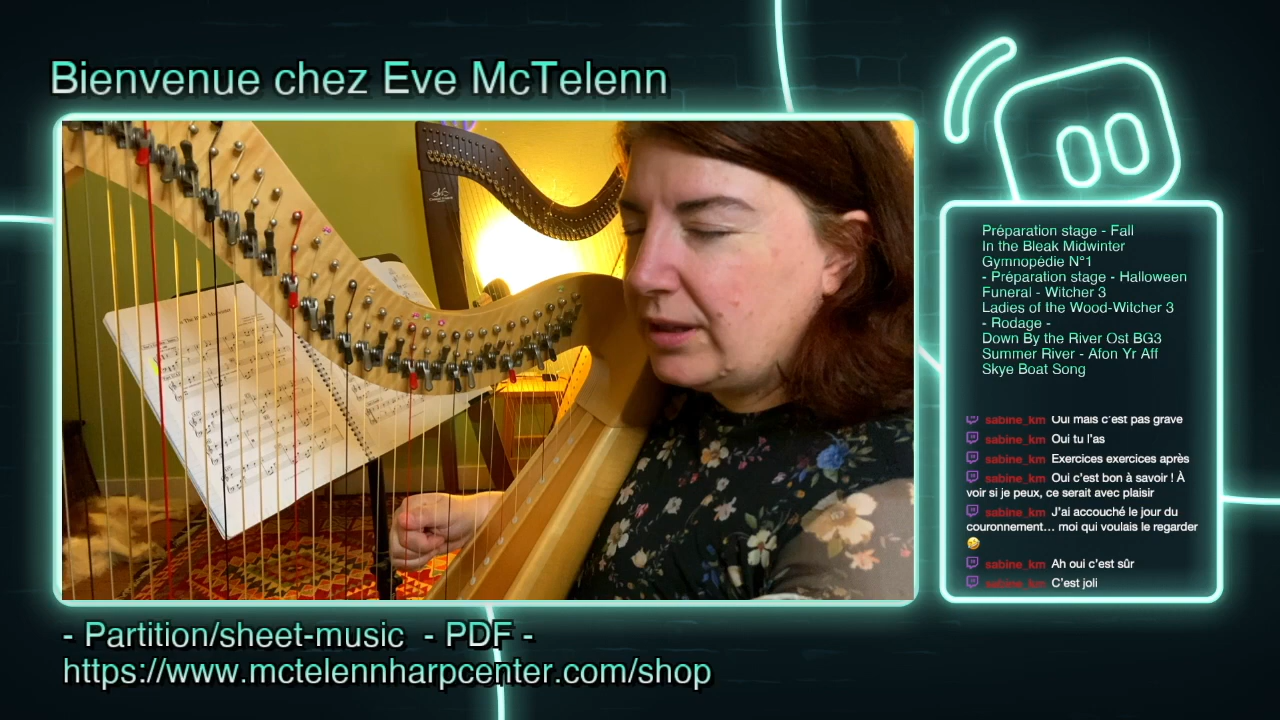 Bienvenue chez Eve McTelenn
In The Bleak Midwinter
Préparation stage - Fall
In the Bleak Midwinter
Gymnopédie N°1
- Préparation stage - Halloween
Funeral - Witcher 3
Ladies of the Wood-Witcher 3
- Rodage -
Down By the River Ost BG3
Summer River - Afon Yr Aff
Skye Boat Song
sabine_km Oui mais c'est pas grave
sabine_km Oui tu l'as
sabine_km Exercices exercices après
sabine_km Oui c'est bon à savoir ! À
voir si je peux, ce serait avec plaisir
sabine_km J'ai accouché le jour du
couronnement... moi qui voulais le regarder
🤣
sabine_km Ah oui c'est sûr
sabine_km C'est joli
- Partition/sheet-music - PDF -
https://www.mctelennharpcenter.com/shop